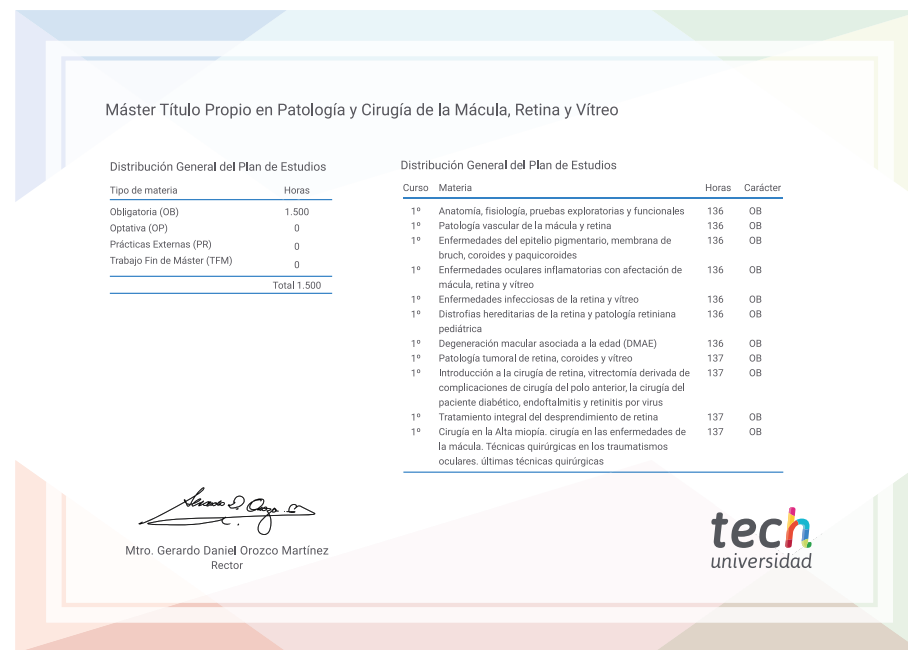 Máster Título Propio en Patología y Cirugía de la Mácula, Retina y Vítreo
Distribución General del Plan de Estudios
Tipo de materia Horas
Obligatoria (OB) 1.500
Optativa (OP) 0
Prácticas Externas (PR) 0
Trabajo Fin de Máster (TFM) 0
Total 1.500
Distribución General del Plan de Estudios
Curso Materia Horas Carácter
1º Anatomía, fisiología, pruebas exploratorias y funcionales 136 OB
1º Patología vascular de la mácula y retina 136 OB
1º Enfermedades del epitelio pigmentario, membrana de 136 OB
bruch, coroides y paquicoroides
1º Enfermedades oculares inflamatorias con afectación de 136 OB
mácula, retina y vítreo
1º Enfermedades infecciosas de la retina y vítreo 136 OB
1º Distrofias hereditarias de la retina y patología retiniana 136 OB
pediátrica
1º Degeneración macular asociada a la edad (DMAE) 136 OB
1º Patología tumoral de retina, coroides y vítreo 137 OB
1º Introducción a la cirugía de retina, vitrectomía derivada de 137 OB
complicaciones de cirugía del polo anterior, la cirugía del
paciente diabético, endoftalmitis y retinitis por virus
1º Tratamiento integral del desprendimiento de retina 137 OB
1º Cirugía en la Alta miopía. cirugía en las enfermedades de 137 OB
la mácula. Técnicas quirúrgicas en los traumatismos
oculares. últimas técnicas quirúrgicas
Mtro. Gerardo Daniel Orozco Martínez
Rector
tech
universidad